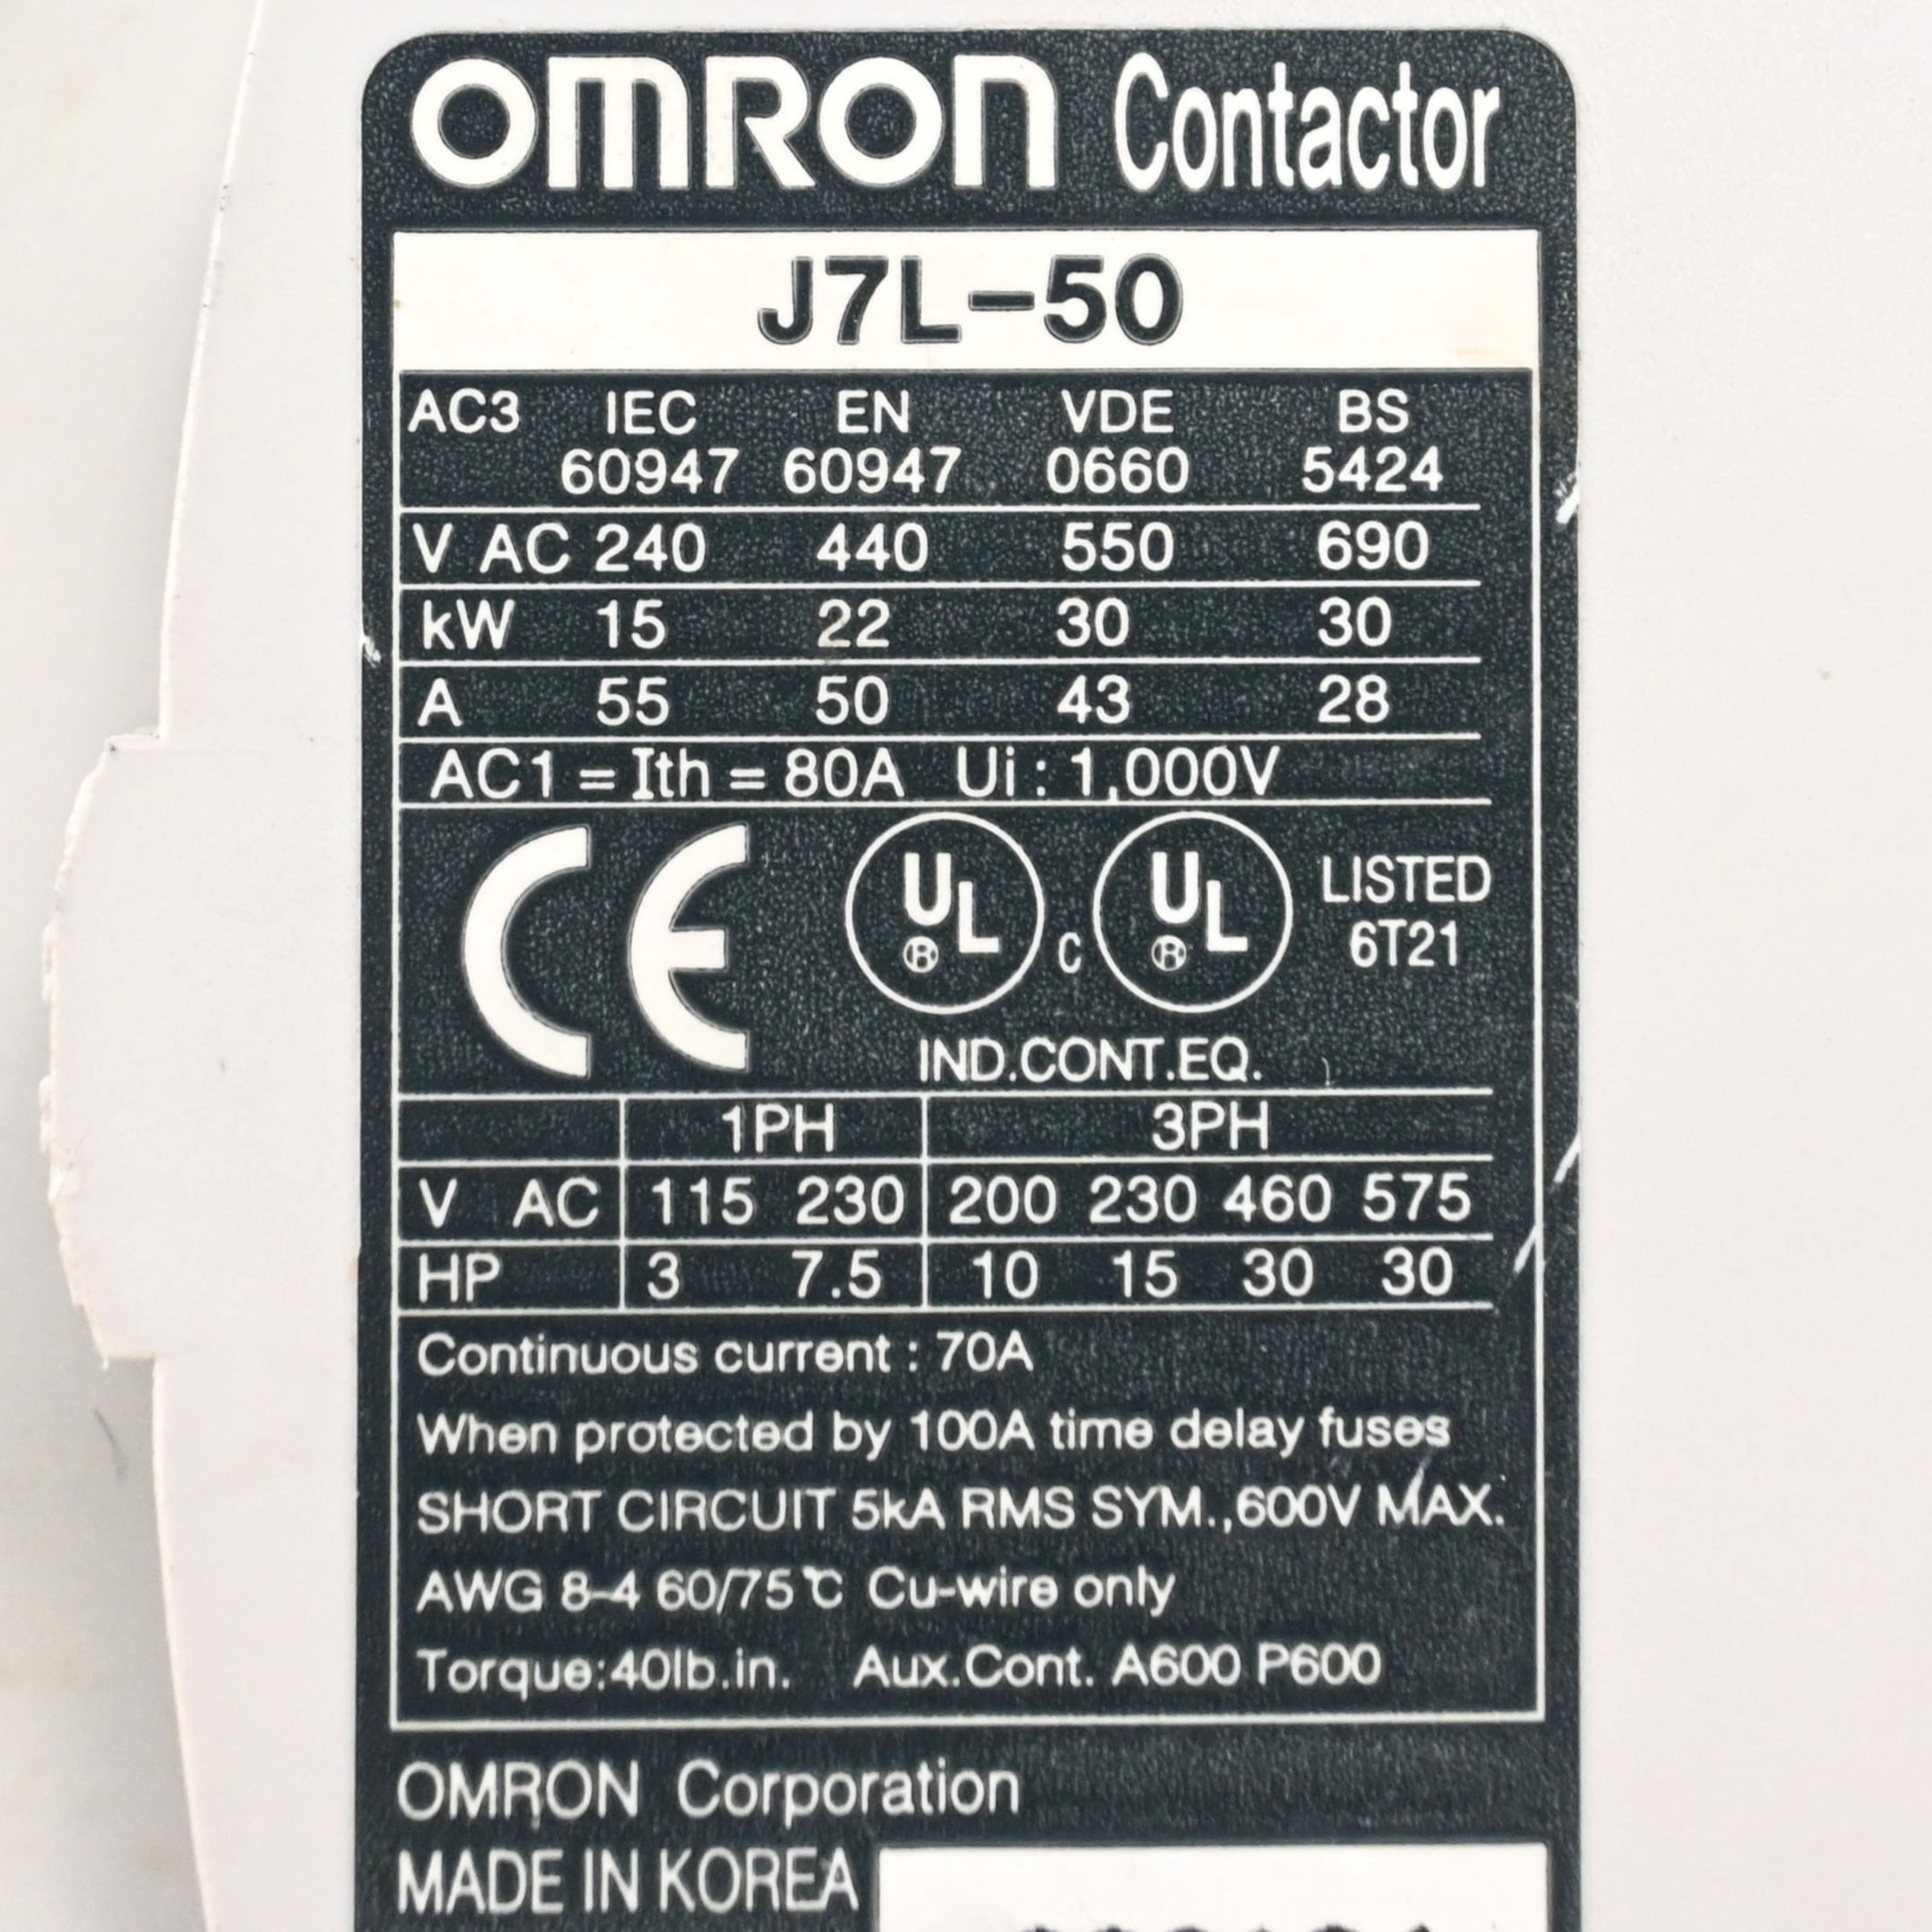 OMRON Contactor
J7L-50
AC3 IEC EN VDE BS
60947 60947 0660 5424
V AC 240 440 550 690
kW 15 22 30 30
A 55 50 43 28
AC1 = Ith = 80A Ui : 1,000V
CE UL ® c UL ® LISTED
6T21
IND.CONT.EQ.
1PH 3PH
V AC 115 230 200 230 460 575
HP 3 7.5 10 15 30 30
Continuous current : 70A
When protected by 100A time delay fuses
SHORT CIRCUIT 5kA RMS SYM.,600V MAX.
AWG 8-4 60/75℃ Cu-wire only
Torque:40lb.in. Aux.Cont. A600 P600
OMRON Corporation
MADE IN KOREA